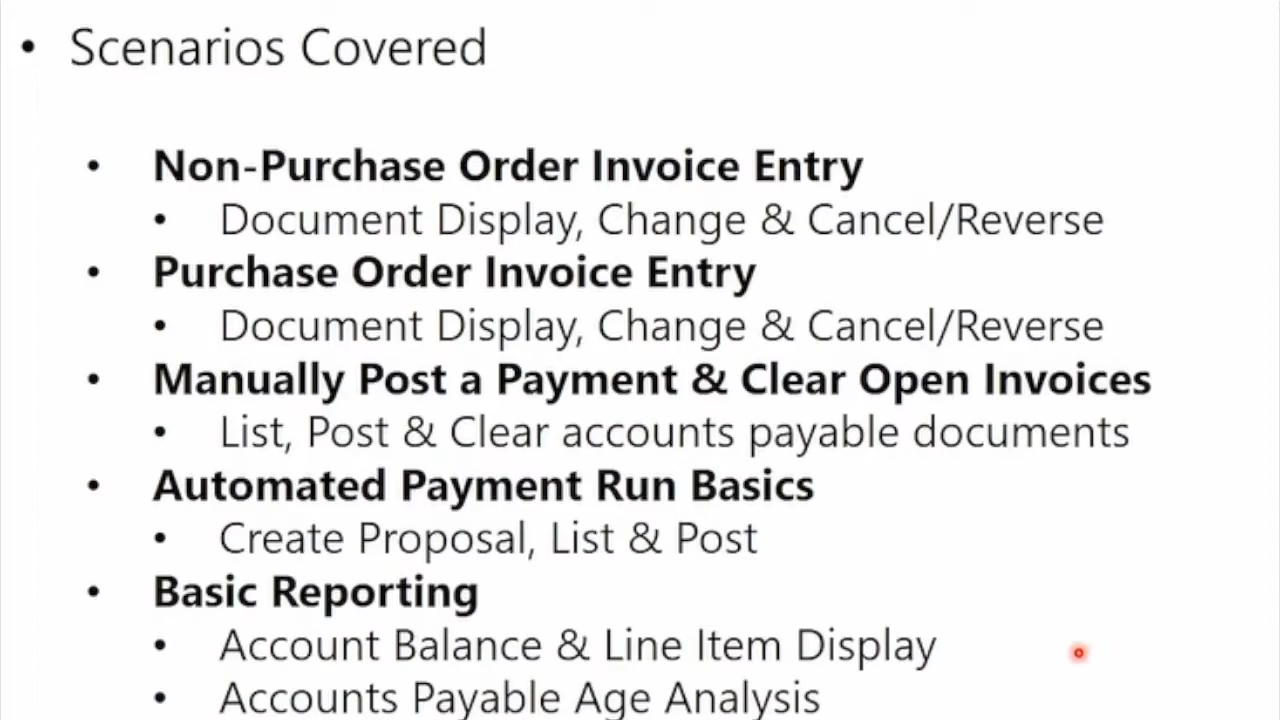 • Scenarios Covered
• Non-Purchase Order Invoice Entry
• Document Display, Change & Cancel/Reverse
• Purchase Order Invoice Entry
• Document Display, Change & Cancel/Reverse
• Manually Post a Payment & Clear Open Invoices
• List, Post & Clear accounts payable documents
• Automated Payment Run Basics
• Create Proposal, List & Post
• Basic Reporting
• Account Balance & Line Item Display
• Accounts Payable Age Analysis